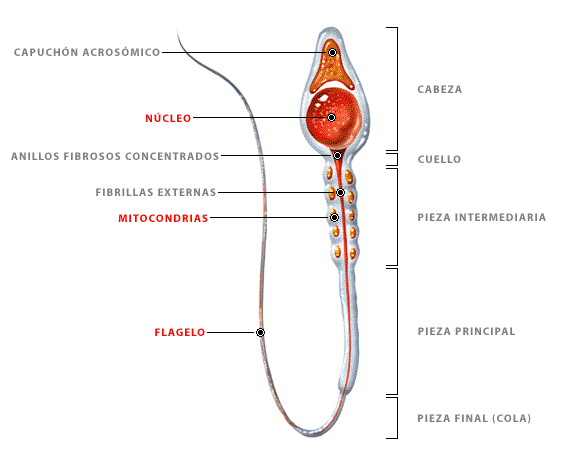 CAPUCHÓN ACROSÓMICO
NÚCLEO
ANILLOS FIBROSOS CONCENTRADOS
FIBRILLAS EXTERNAS
MITOCONDRIAS
FLAGELO
CABEZA
CUELLO
PIEZA INTERMEDIARIA
PIEZA PRINCIPAL
PIEZA FINAL (COLA)